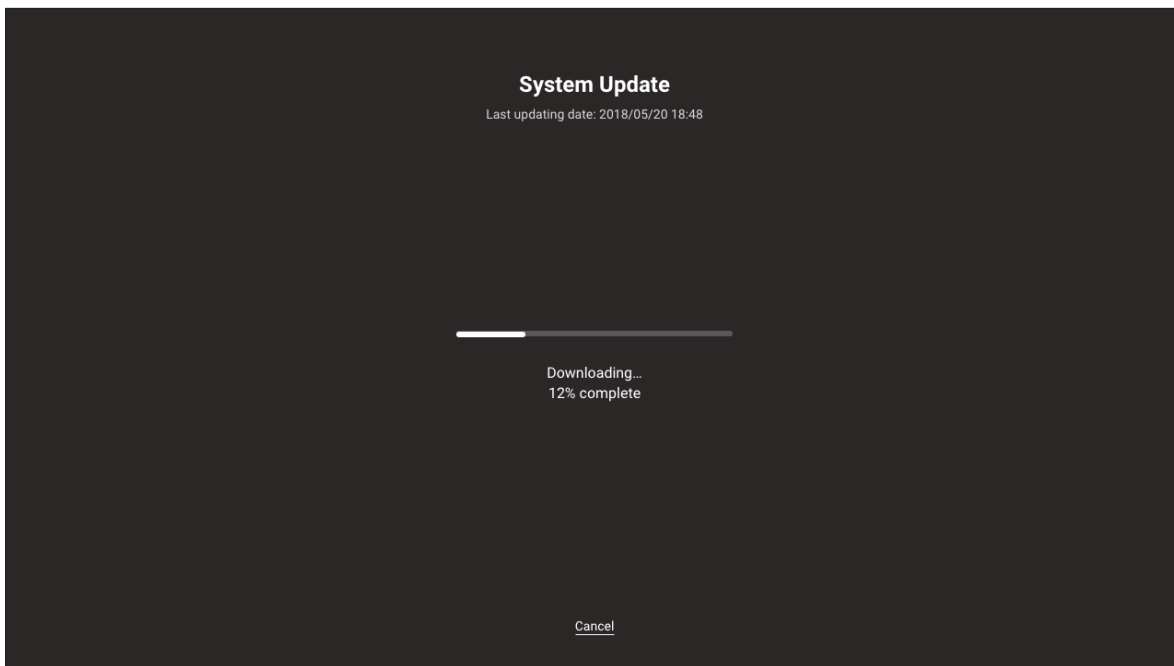 System Update
Last updating date: 2018/05/20 18:48
Downloading…
12% complete
Cancel